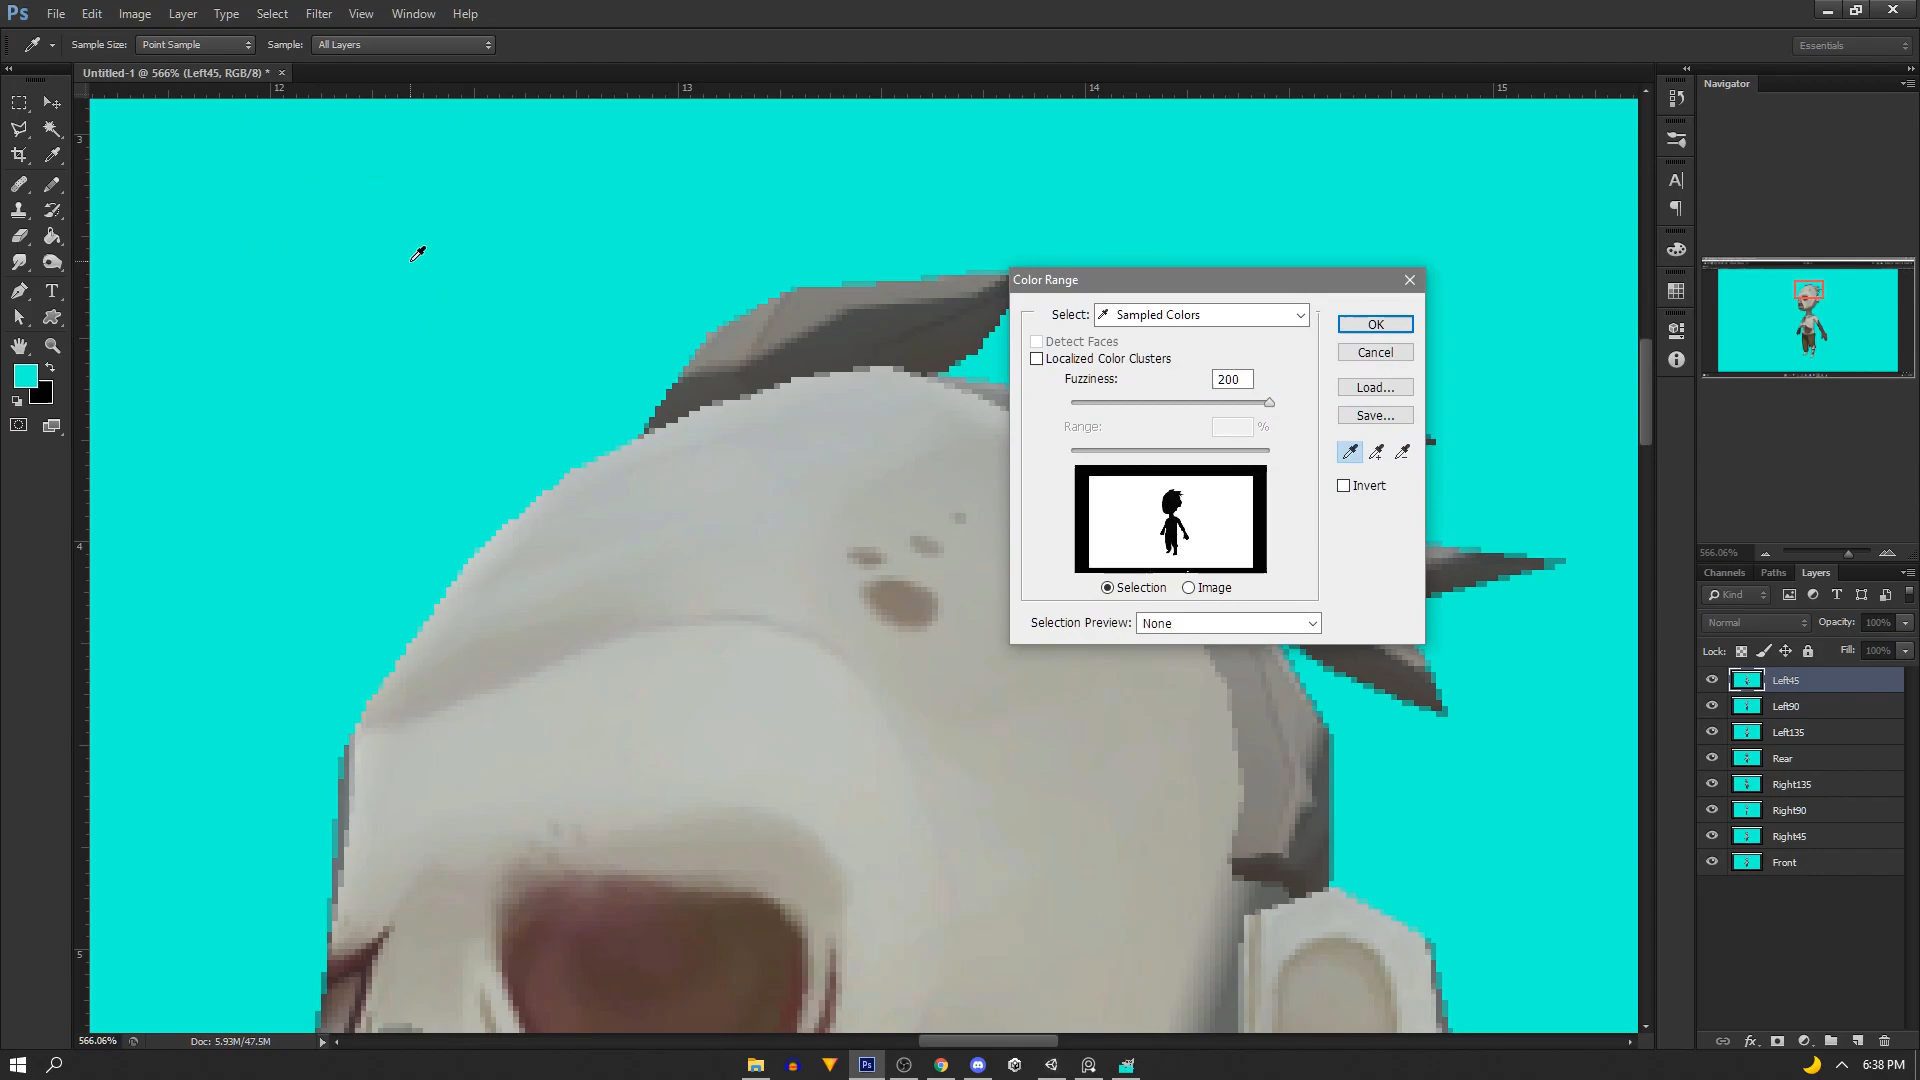 Ps File Edit Image Layer Type Select Filter View Window Help
Sample Size: Point Sample Sample: All Layers Essentials
Untitled-1 @ 566% (Left45, RGB/8) * ×
12 13 14 15
3
4
5
Navigator
Color Range
Select: Sampled Colors
Detect Faces
Localized Color Clusters
Fuzziness: 200
Range: %
Selection Image
Selection Preview: None
OK
Cancel
Load...
Save...
Invert
566.06%
Channels Paths Layers
Kind
Normal Opacity: 100%
Lock: Fill: 100%
Left45
Left90
Left135
Rear
Right135
Right90
Right45
Front
566.06% Doc: 5.93M/47.5M
6:38 PM